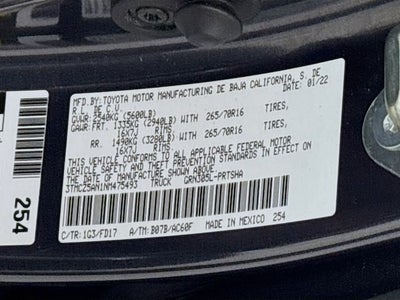 MFD.BY:TOYOTA MOTOR MANUFACTURING DE BAJA CALIFORNIA, S. DE
R. L. DE C.V. DATE: 01/22
GVWR: 2540KG (5600LB)
GAWR: FRT. 1335KG (2940LB) WITH 265/70R16 TIRES,
16X7J RIMS,
RR. 1490KG (3280LB) WITH 265/70R16 TIRES,
16X7J RIMS.
THIS VEHICLE CONFORMS TO ALL APPLICABLE FEDERAL MOTOR
VEHICLE SAFETY AND THEFT PREVENTION STANDARDS IN EFFECT ON
THE DATE OF MANUFACTURE SHOWN ABOVE.
3TMCZ5AN1NM475493 TRUCK GRN305L-PRTSHA
C/TR: 1G3/FD17 A/TM: B07B/AC60F MADE IN MEXICO 254
254